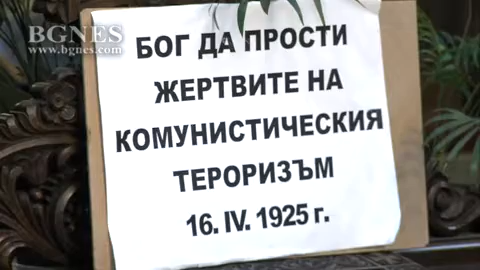 BGNES
www.bgnes.com
БОГ ДА ПРОСТИ
ЖЕРТВИТЕ НА
КОМУНИСТИЧЕСКИЯ
ТЕРОРИЗЪМ
16. IV. 1925 г.